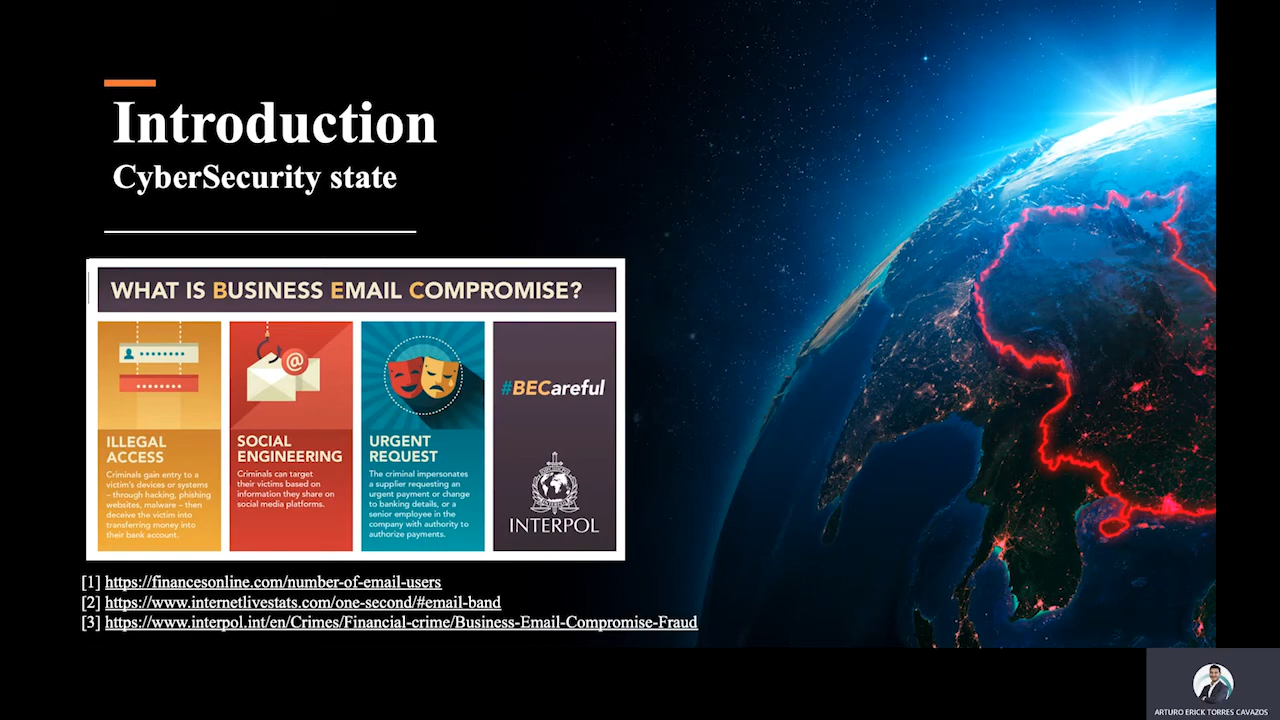 Introduction
CyberSecurity state
WHAT IS BUSINESS EMAIL COMPROMISE?
ILLEGAL
ACCESS
Criminals gain entry to a
victim's devices or systems
– through hacking, phishing
websites, malware – then
deceive the victim into
transferring money into
their bank account.
@
SOCIAL
ENGINEERING
Criminals can target
their victims based on
information they share on
social media platforms.
URGENT
REQUEST
The criminal impersonates
a supplier requesting an
urgent payment or change
to banking details, or a
senior employee in the
company with authority to
authorize payments.
#BECareful
INTERPOL
[1] https://financesonline.com/number-of-email-users
[2] https://www.internetlivestats.com/one-second/#email-band
[3] https://www.interpol.int/en/Crimes/Financial-crime/Business-Email-Compromise-Fraud
ARTURO ERICK TORRES CAVAZOS